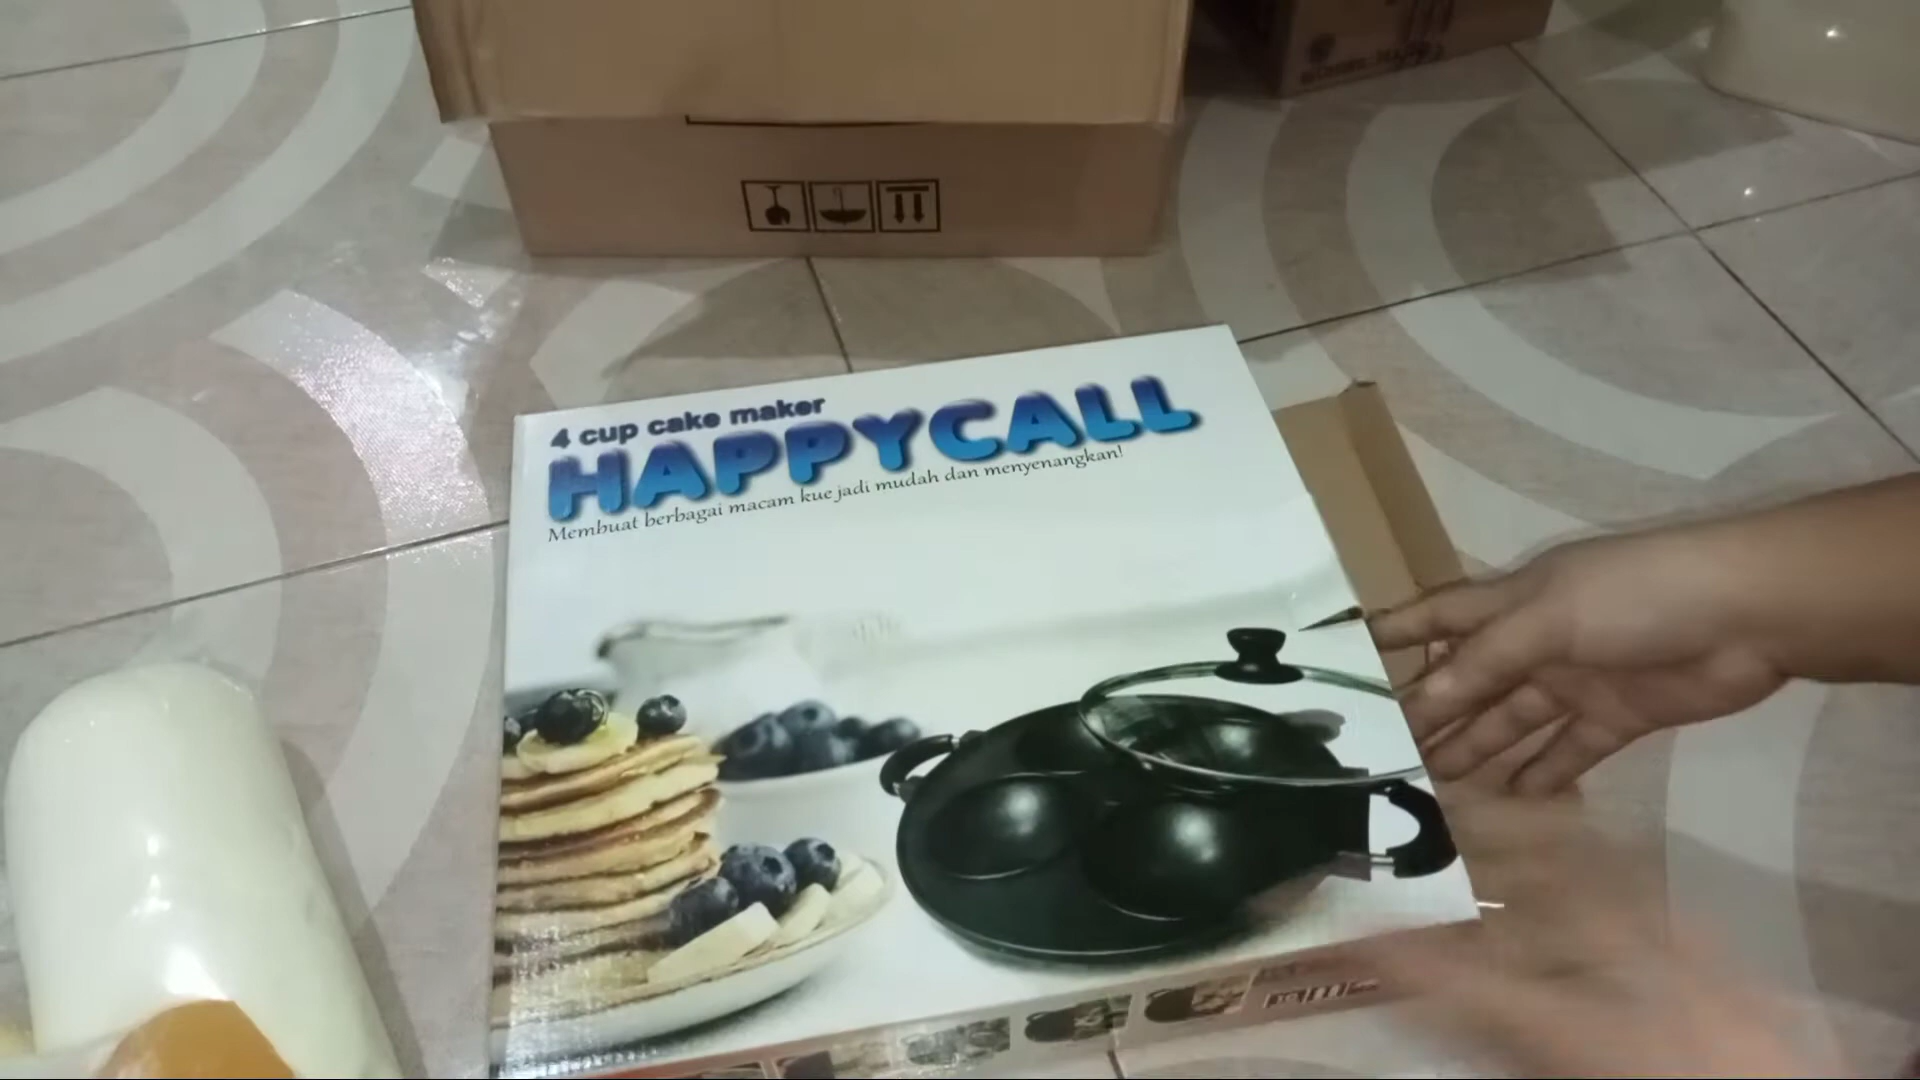 4 cup cake maker
HAPPYCALL
Membuat berbagai macam kue jadi mudah dan menyenangkan!